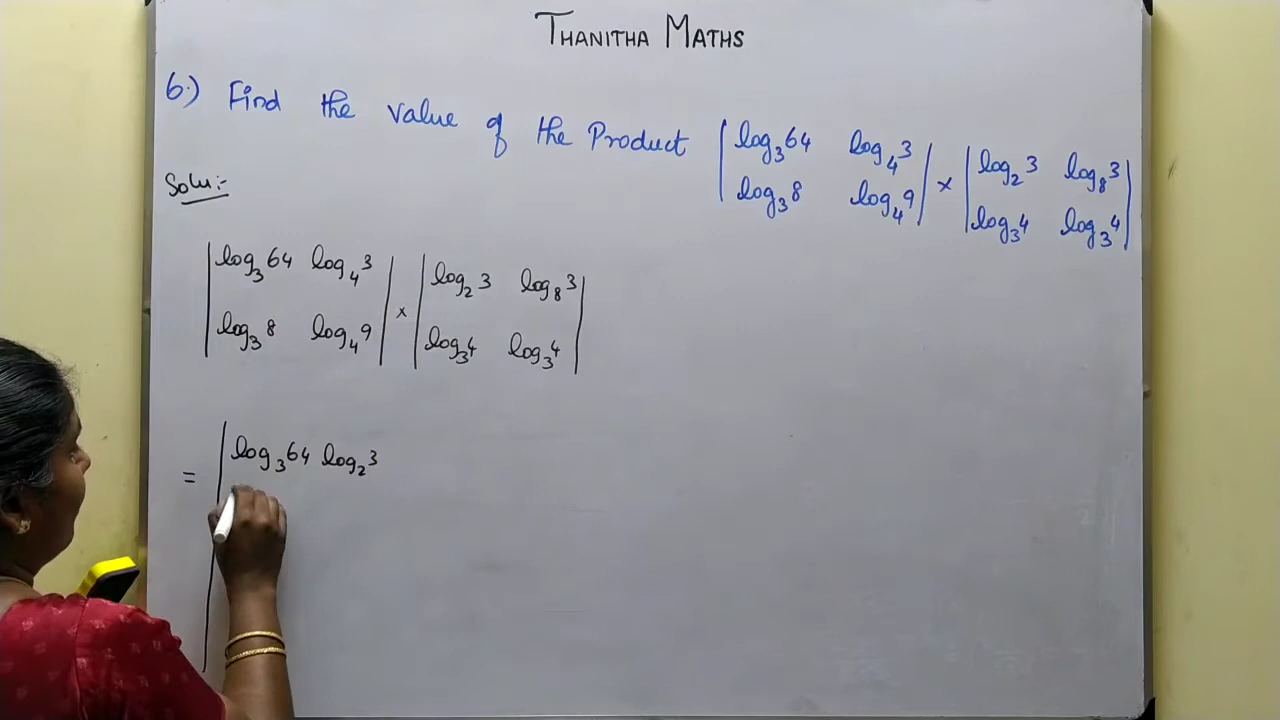 THANITHA MATHS
6.) Find the value of the Product | log₃64 log₄3 | × | log₂3 log₈3 |
| log₃8 log₄9 | | log₃4 log₃4 |
Solu:-
| log₃64 log₄3 | × | log₂3 log₈3 |
| log₃8 log₄9 | | log₃4 log₃4 |
= | log₃64 log₂3